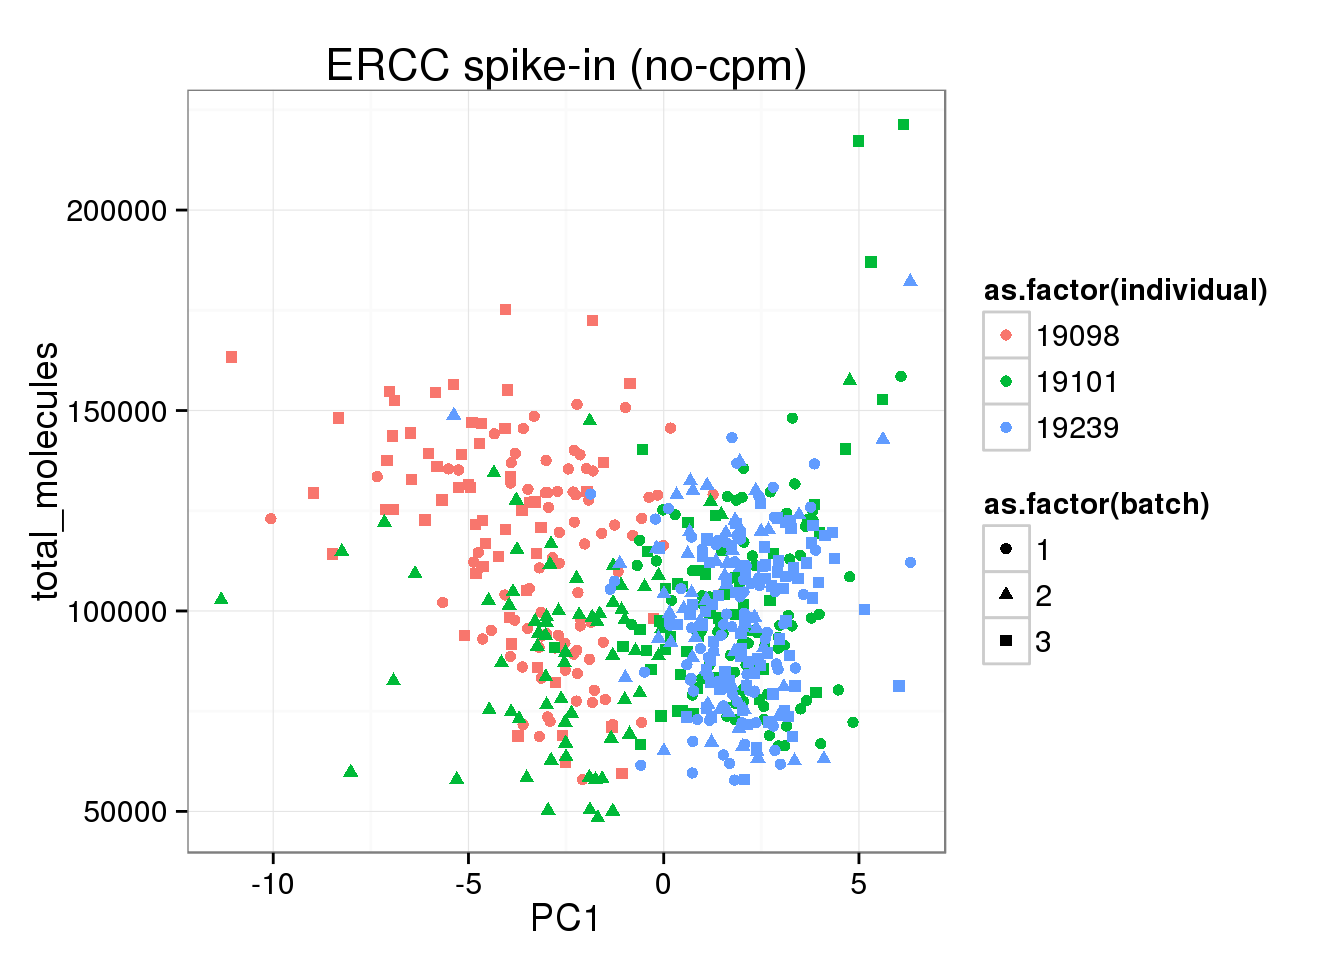 ERCC spike-in (no-cpm)
200000
150000
100000
50000
total_molecules
-10
-5
0
5
PC1
as.factor(individual)
19098
19101
19239
as.factor(batch)
1
2
3